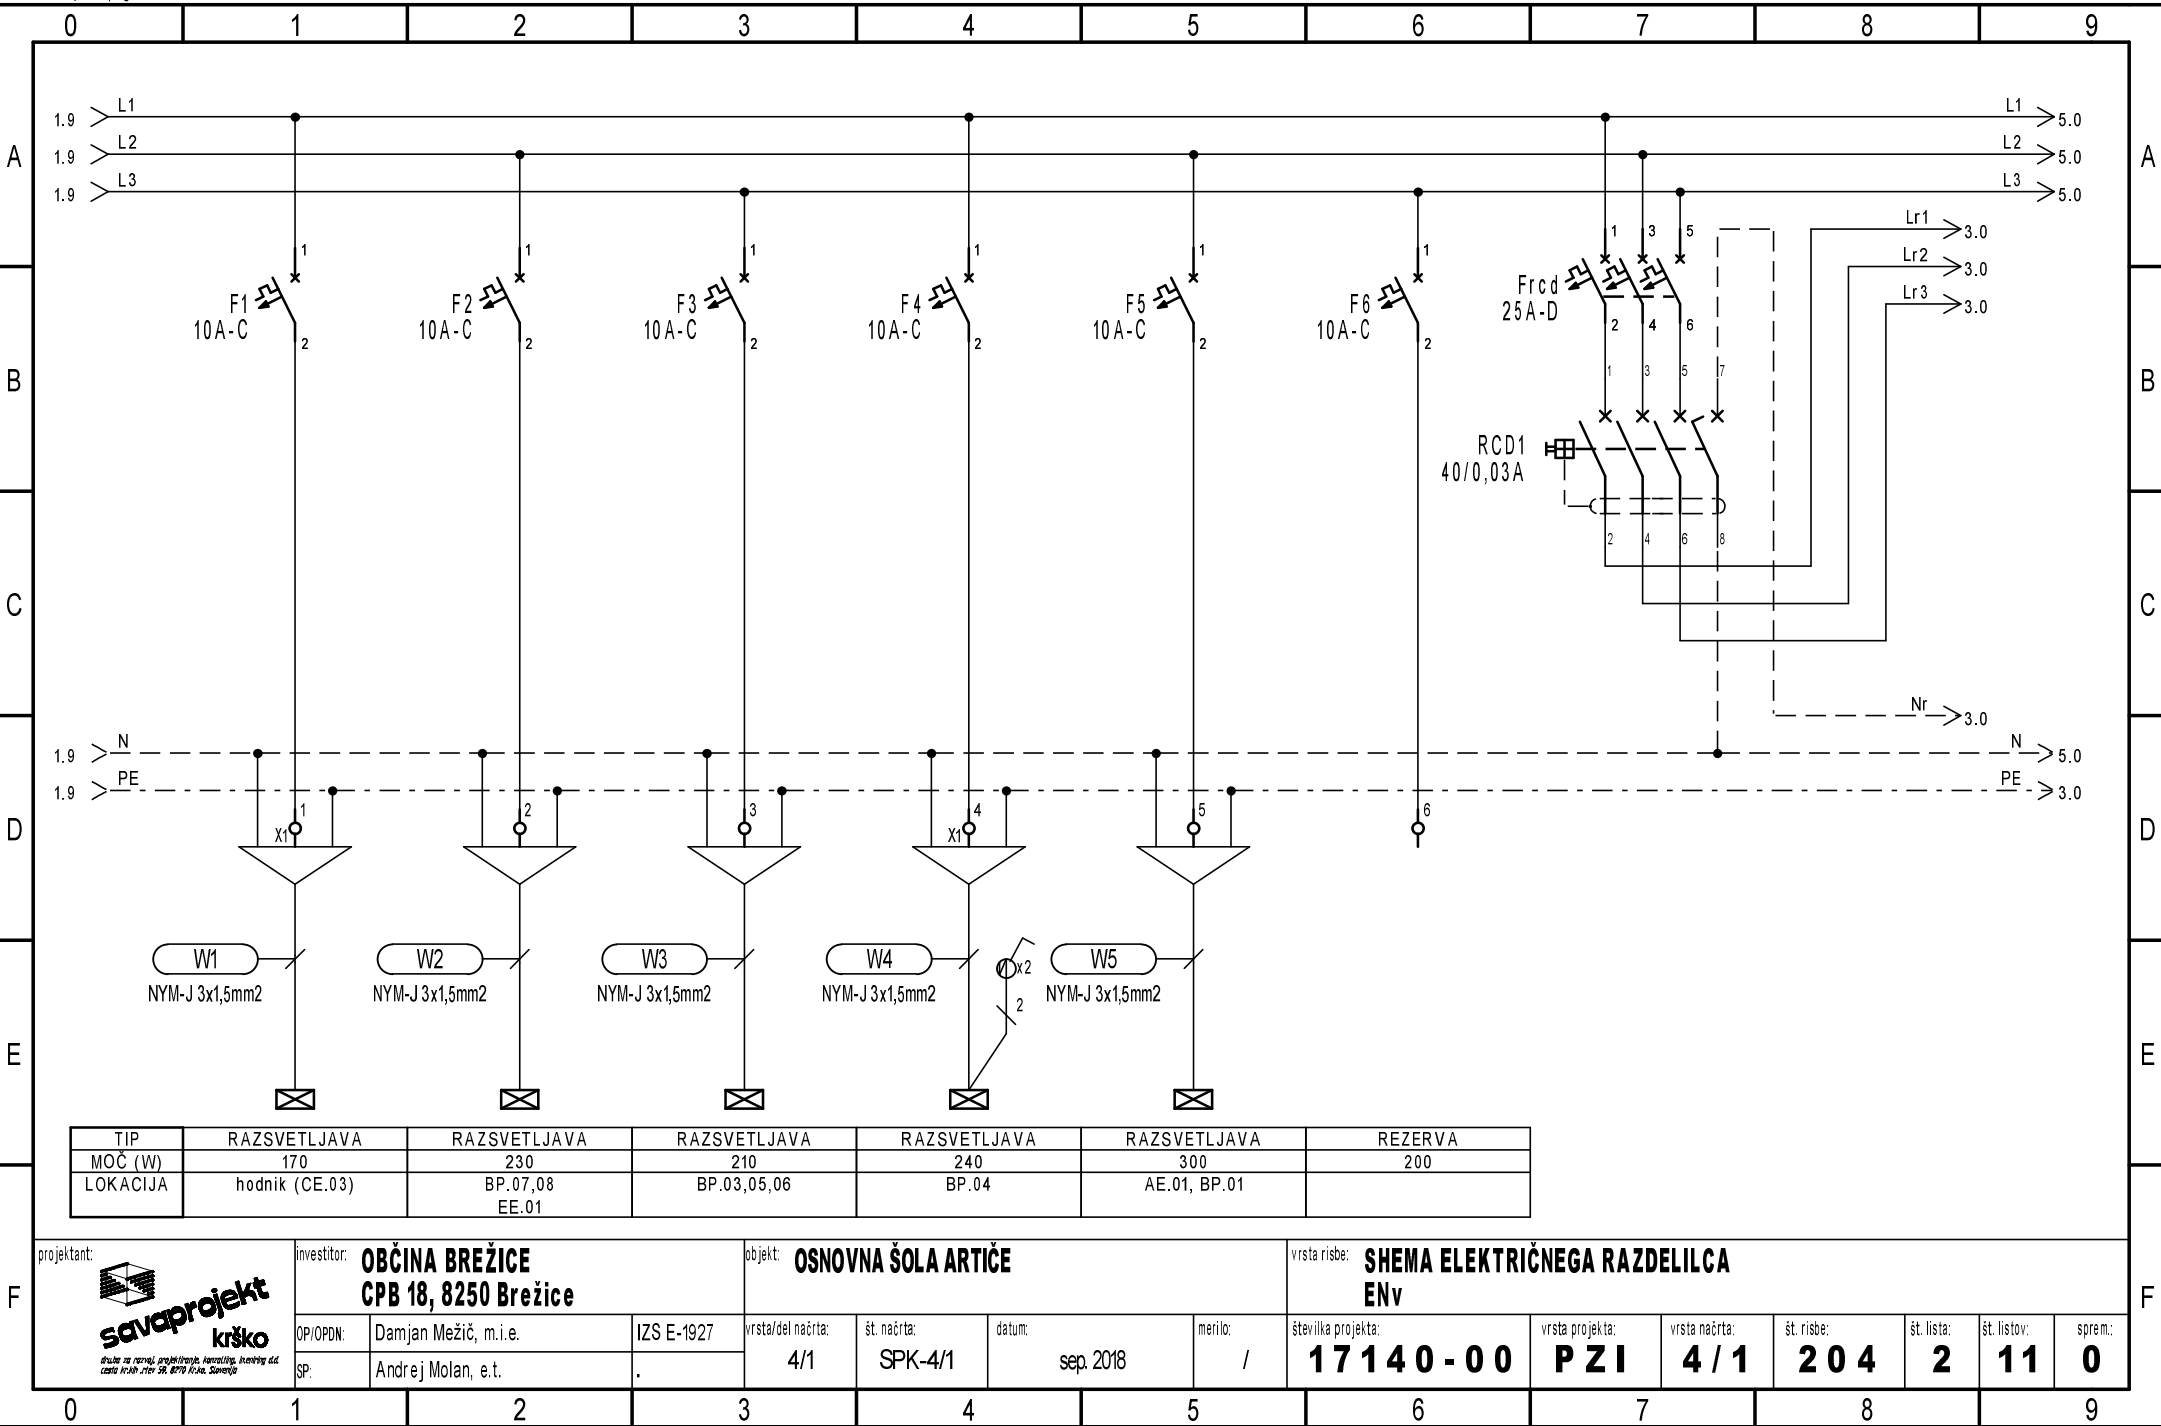 0 1 2 3 4 5 6 7 8 9
1.9 L1 L1 5.0
A 1.9 L2 L2 5.0 A
1.9 L3 L3 5.0
Lr1 3.0
Lr2 3.0
Lr3 3.0
1 1 1 1 1 1 1 3 5
F1 F2 F3 F4 F5 F6 Frcd
10A-C 10A-C 10A-C 10A-C 10A-C 10A-C 25A-D
2 2 2 2 2 2 2 4 6
B 1 3 5 7 B
RCD1
40/0,03A
2 4 6 8
C C
Nr 3.0
1.9 N N 5.0
1.9 PE PE 3.0
1 2 3 4 5 6
D X1 X1 D
W1 W2 W3 W4 x2 W5
NYM-J 3x1,5mm2 NYM-J 3x1,5mm2 NYM-J 3x1,5mm2 NYM-J 3x1,5mm2 2 NYM-J 3x1,5mm2
E E
TIP RAZSVETLJAVA RAZSVETLJAVA RAZSVETLJAVA RAZSVETLJAVA RAZSVETLJAVA REZERVA
MOČ (W) 170 230 210 240 300 200
LOKACIJA hodnik (CE.03) BP.07,08 BP.03,05,06 BP.04 AE.01, BP.01
EE.01
projektant: investitor: OBČINA BREŽICE objekt: OSNOVNA ŠOLA ARTIČE vrsta risbe: SHEMA ELEKTRIČNEGA RAZDELILCA
CPB 18, 8250 Brežice ENv
F F
savaprojekt
krško
OP/OPDN: Damjan Mežič, m.i.e. IZS E-1927 vrsta/del načrta: št. načrta: datum: merilo: številka projekta: vrsta projekta: vrsta načrta: št. risbe: št. lista: št. listov: sprem.:
4/1 SPK-4/1 sep. 2018 / 17140-00 PZI 4/1 204 2 11 0
SP: Andrej Molan, e.t. .
0 1 2 3 4 5 6 7 8 9